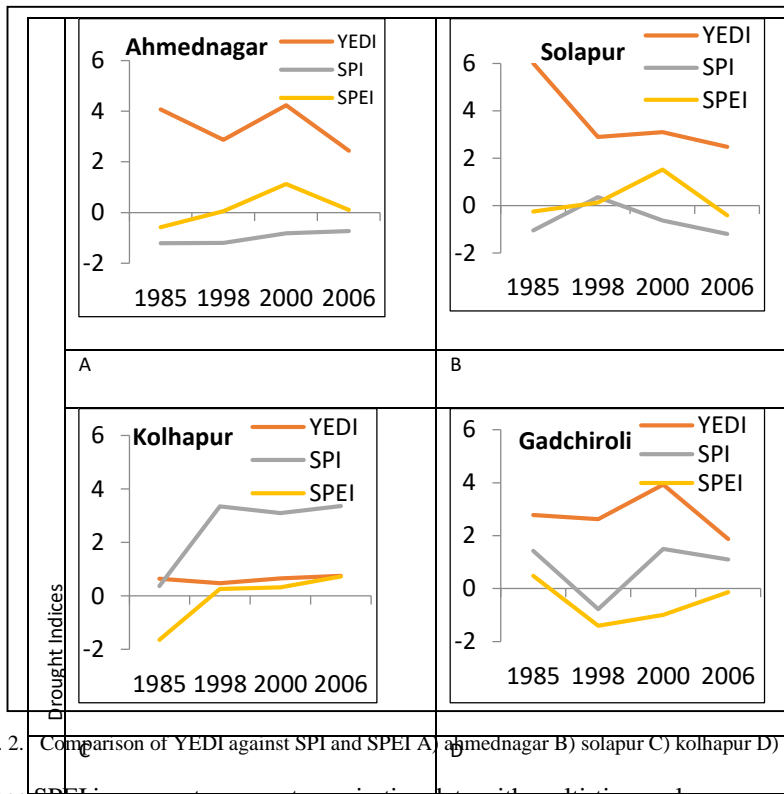 Ahmednagar
YEDI
SPI
SPEI
6
4
2
0
-2
1985 1998 2000 2006
A
Solapur
YEDI
SPI
SPEI
6
4
2
0
-2
1985 1998 2000 2006
B
Kolhapur
YEDI
SPI
SPEI
6
4
2
0
-2
1985 1998 2000 2006
C
Gadchiroli
YEDI
SPI
SPEI
6
4
2
0
-2
1985 1998 2000 2006
D
Drought Indices
. 2. Comparison of YEDI against SPI and SPEI A) ahmednagar B) solapur C) kolhapur D)
SPEI